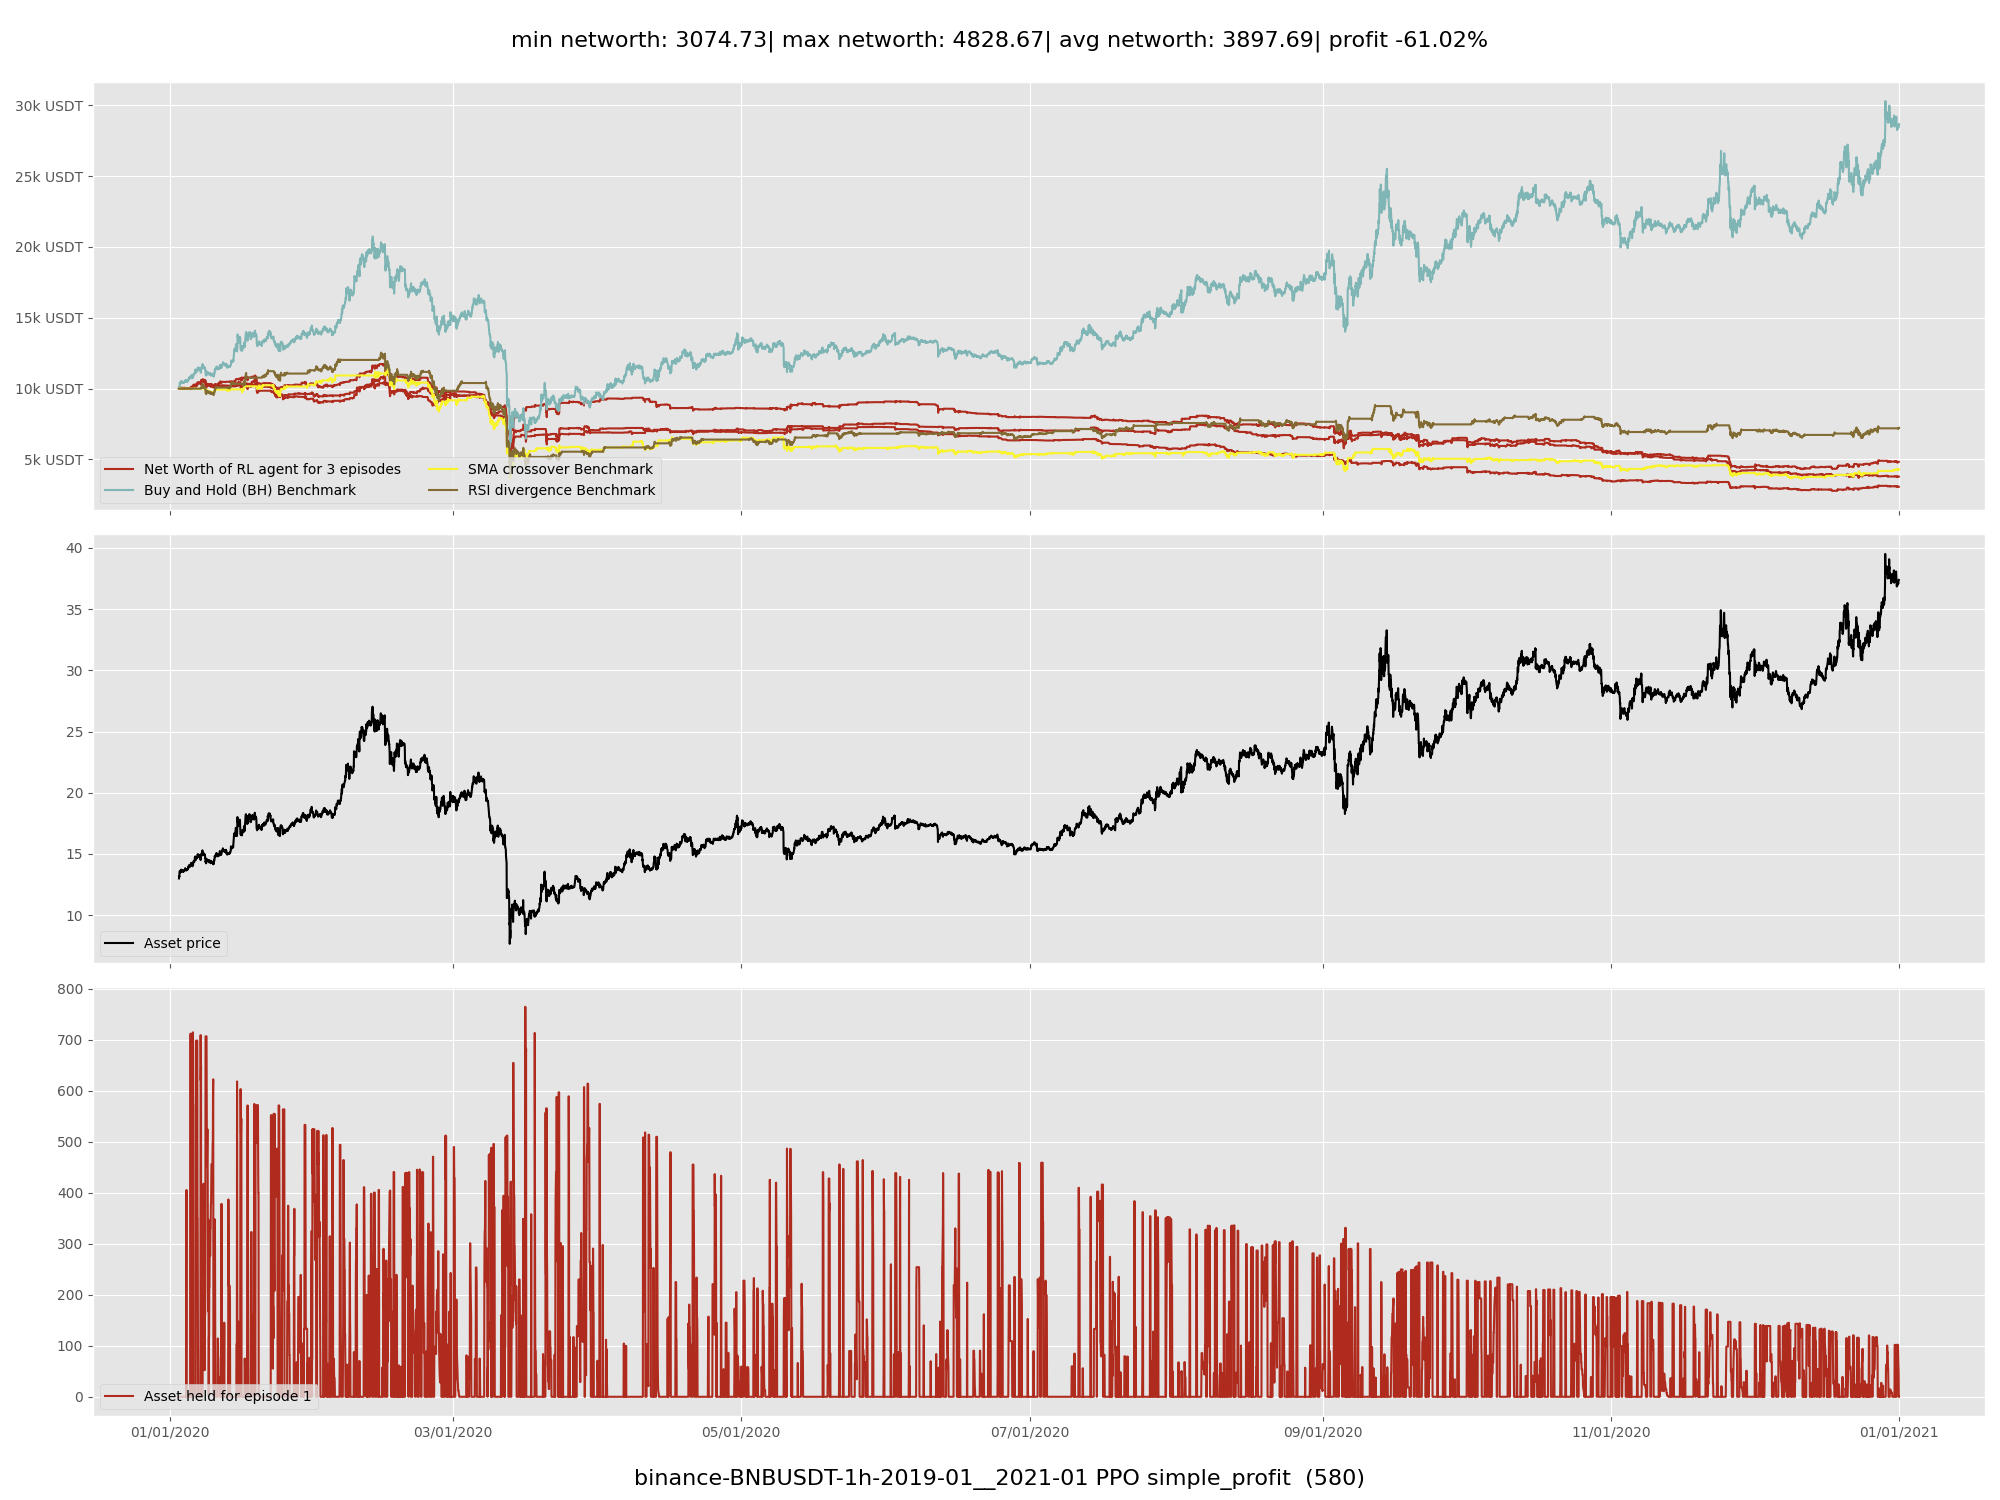 min networth: 3074.73| max networth: 4828.67| avg networth: 3897.69| profit -61.02%
30k USDT
25k USDT
20k USDT
15k USDT
10k USDT
5k USDT
Net Worth of RL agent for 3 episodes
Buy and Hold (BH) Benchmark
SMA crossover Benchmark
RSI divergence Benchmark
40
35
30
25
20
15
10
Asset price
800
700
600
500
400
300
200
100
0
Asset held for episode 1
01/01/2020 03/01/2020 05/01/2020 07/01/2020 09/01/2020 11/01/2020 01/01/2021
binance-BNBUSDT-1h-2019-01__2021-01 PPO simple_profit (580)